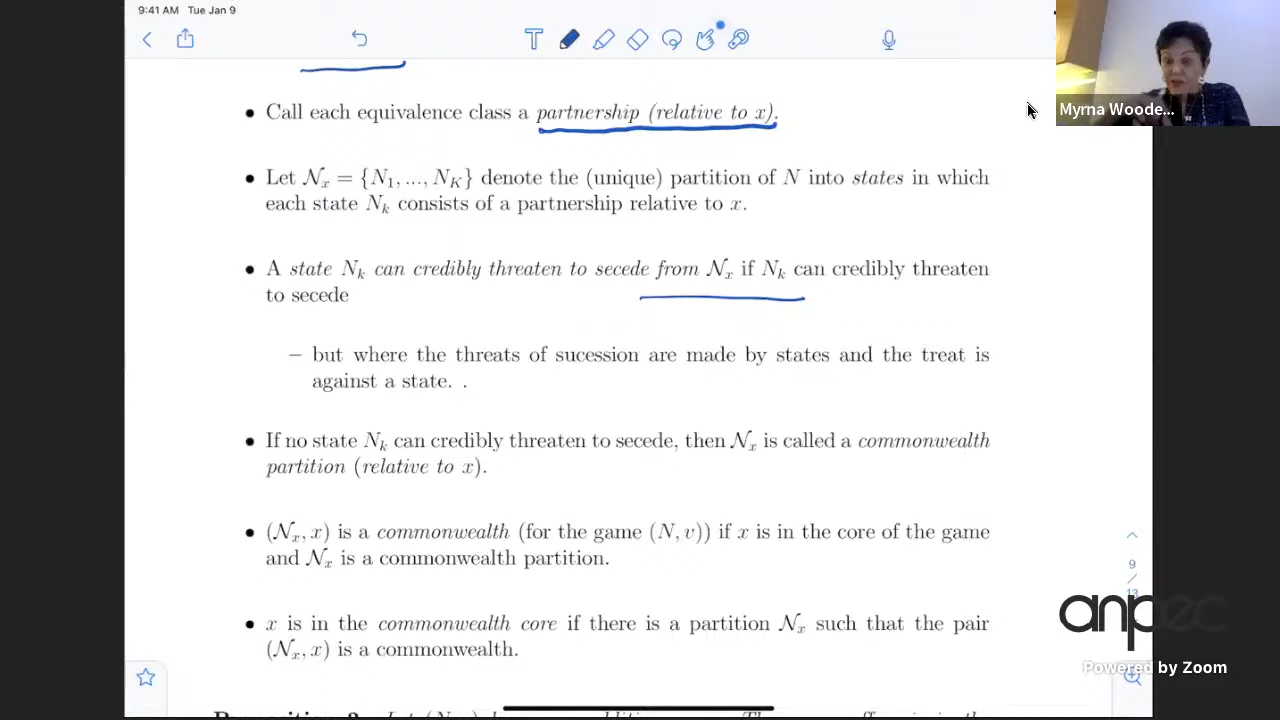 9:41 AM Tue Jan 9
Myrna Woode...
• Call each equivalence class a partnership (relative to x).
• Let 𝒩ₓ = {N₁, ..., N_K} denote the (unique) partition of N into states in which
each state Nₖ consists of a partnership relative to x.
• A state Nₖ can credibly threaten to secede from 𝒩ₓ if Nₖ can credibly threaten
to secede
– but where the threats of sucession are made by states and the treat is
against a state. .
• If no state Nₖ can credibly threaten to secede, then 𝒩ₓ is called a commonwealth
partition (relative to x).
• (𝒩ₓ, x) is a commonwealth (for the game (N, v)) if x is in the core of the game
and 𝒩ₓ is a commonwealth partition.
• x is in the commonwealth core if there is a partition 𝒩ₓ such that the pair
(𝒩ₓ, x) is a commonwealth.
9
/
13
anpec
Powered by Zoom